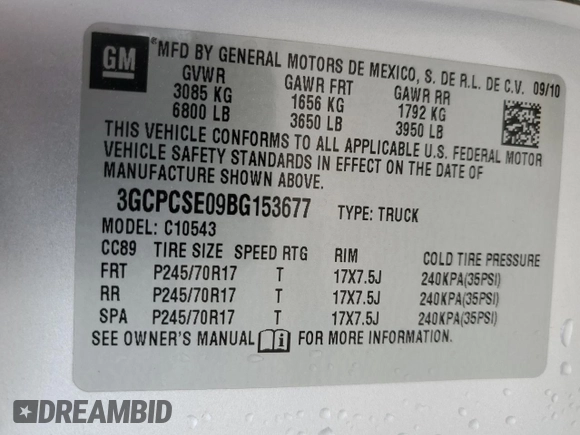 GM
*MFD BY GENERAL MOTORS DE MEXICO, S. DE R.L. DE C.V. 09/10
GVWR GAWR FRT GAWR RR
3085 KG 1656 KG 1792 KG
6800 LB 3650 LB 3950 LB
THIS VEHICLE CONFORMS TO ALL APPLICABLE U.S. FEDERAL MOTOR
VEHICLE SAFETY STANDARDS IN EFFECT ON THE DATE OF
MANUFACTURE SHOWN ABOVE.
3GCPCSE09BG153677 TYPE: TRUCK
MODEL: C10543
CC89 TIRE SIZE SPEED RTG RIM COLD TIRE PRESSURE
FRT P245/70R17 T 17X7.5J 240KPA(35PSI)
RR P245/70R17 T 17X7.5J 240KPA(35PSI)
SPA P245/70R17 T 17X7.5J 240KPA(35PSI)
SEE OWNER'S MANUAL FOR MORE INFORMATION.
DREAMBID